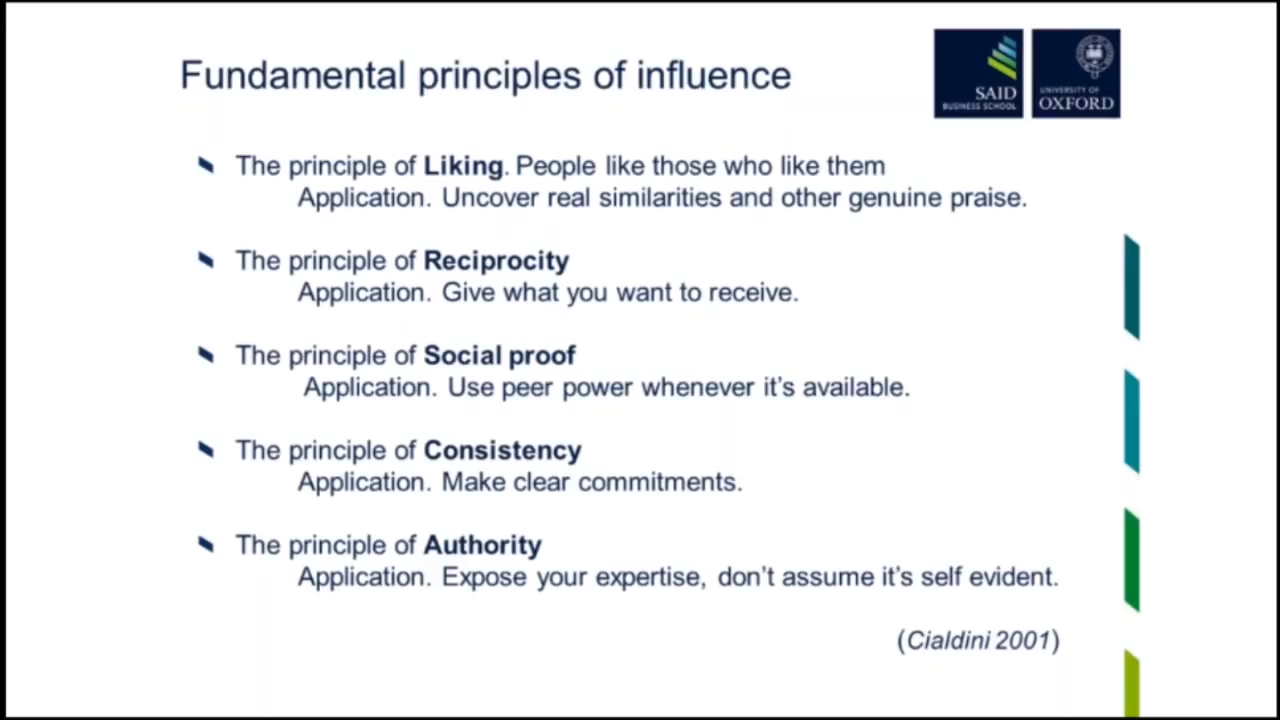 Fundamental principles of influence
SAID
BUSINESS SCHOOL
UNIVERSITY OF
OXFORD
The principle of Liking. People like those who like them
Application. Uncover real similarities and other genuine praise.
The principle of Reciprocity
Application. Give what you want to receive.
The principle of Social proof
Application. Use peer power whenever it's available.
The principle of Consistency
Application. Make clear commitments.
The principle of Authority
Application. Expose your expertise, don't assume it's self evident.
(Cialdini 2001)